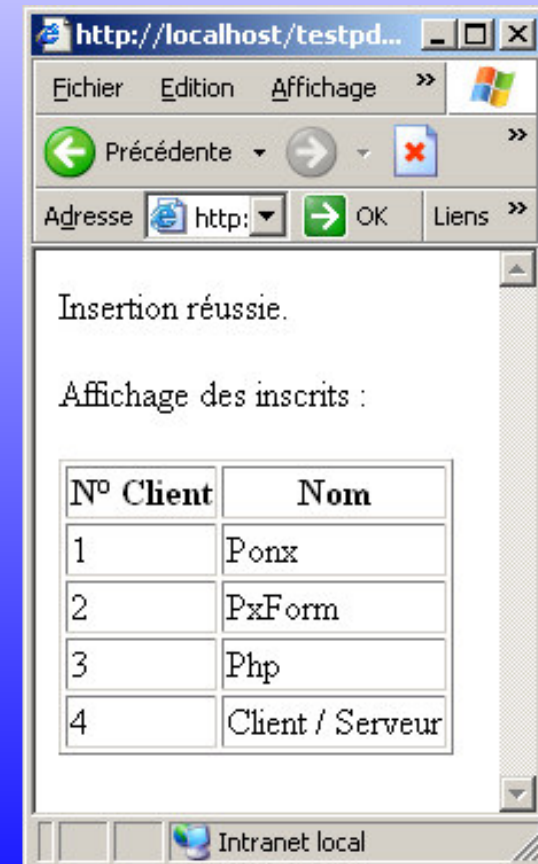 http://localhost/testpd...
Fichier Edition Affichage »
Précédente »
Adresse http: OK Liens »
Insertion réussie.
Affichage des inscrits :
Nº Client Nom
1 Ponx
2 PxForm
3 Php
4 Client / Serveur
Intranet local